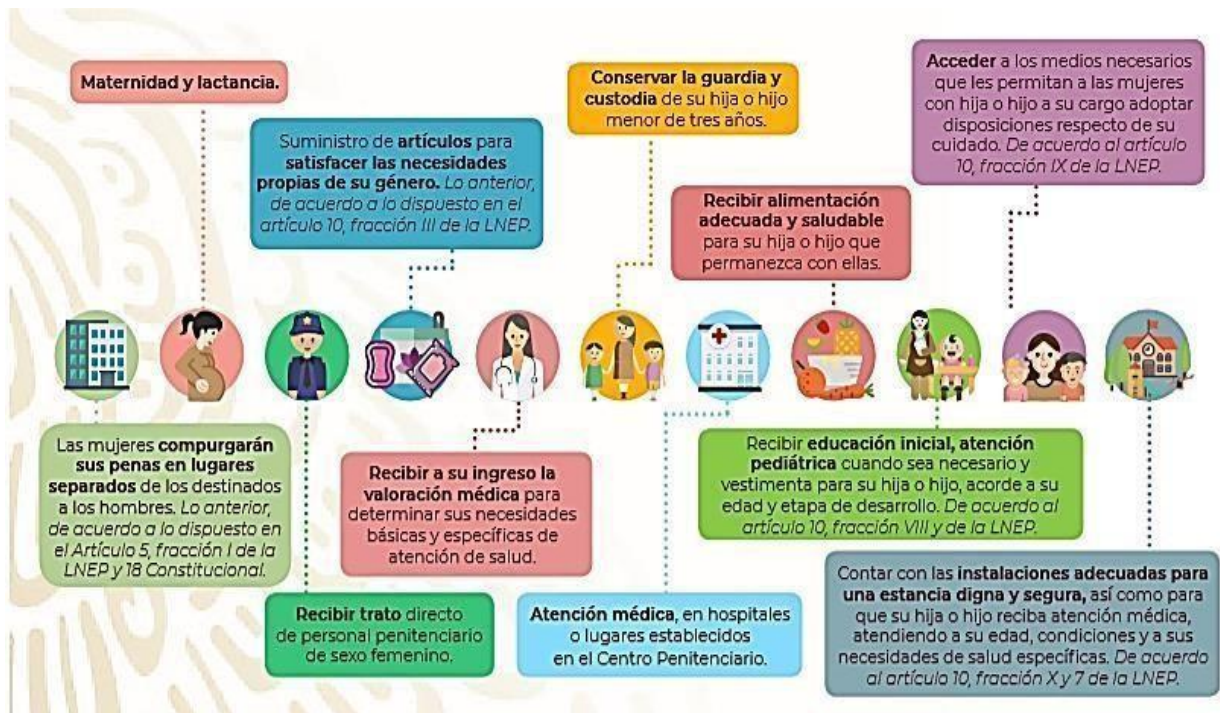 Maternidad y lactancia.
Suministro de artículos para
satisfacer las necesidades
propias de su género. Lo anterior,
de acuerdo a lo dispuesto en el
artículo 10, fracción III de la LNEP.
Conservar la guardia y
custodia de su hija o hijo
menor de tres años.
Recibir alimentación
adecuada y saludable
para su hija o hijo que
permanezca con ellas.
Acceder a los medios necesarios
que les permitan a las mujeres
con hija o hijo a su cargo adoptar
disposiciones respecto de su
cuidado. De acuerdo al artículo
10, fracción IX de la LNEP.
Las mujeres compurgarán
sus penas en lugares
separados de los destinados
a los hombres. Lo anterior,
de acuerdo a lo dispuesto en
el Artículo 5, fracción I de la
LNEP y 18 Constitucional.
Recibir trato directo
de personal penitenciario
de sexo femenino.
Recibir a su ingreso la
valoración médica para
determinar sus necesidades
básicas y específicas de
atención de salud.
Atención médica, en hospitales
o lugares establecidos
en el Centro Penitenciario.
Recibir educación inicial, atención
pediátrica cuando sea necesario y
vestimenta para su hija o hijo, acorde a su
edad y etapa de desarrollo. De acuerdo al
artículo 10, fracción VIII y de la LNEP.
Contar con las instalaciones adecuadas para
una estancia digna y segura, así como para
que su hija o hijo reciba atención médica,
atendiendo a su edad, condiciones y a sus
necesidades de salud específicas. De acuerdo
al artículo 10, fracción X y 7 de la LNEP.